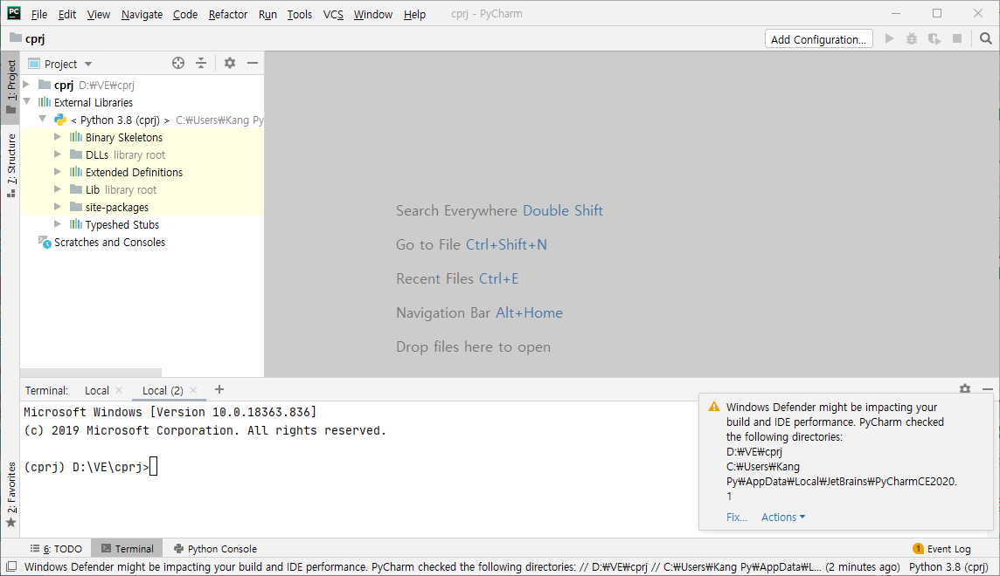 PC File Edit View Navigate Code Refactor Run Tools VCS Window Help cprj - PyCharm
cprj Add Configuration...
1: Project
7: Structure
2: Favorites
Project
cprj D:₩VE₩cprj
External Libraries
< Python 3.8 (cprj) > C:₩Users₩Kang Py
Binary Skeletons
DLLs library root
Extended Definitions
Lib library root
site-packages
Typeshed Stubs
Scratches and Consoles
Search Everywhere Double Shift
Go to File Ctrl+Shift+N
Recent Files Ctrl+E
Navigation Bar Alt+Home
Drop files here to open
Terminal: Local Local (2)
Microsoft Windows [Version 10.0.18363.836]
(c) 2019 Microsoft Corporation. All rights reserved.
(cprj) D:\VE\cprj>
Windows Defender might be impacting your
build and IDE performance. PyCharm checked
the following directories:
D:₩VE₩cprj
C:₩Users₩Kang
Py₩AppData₩Local₩JetBrains₩PyCharmCE2020.
1
Fix... Actions
6: TODO Terminal Python Console 1 Event Log
Windows Defender might be impacting your build and IDE performance. PyCharm checked the following directories: // D:₩VE₩cprj // C:₩Users₩Kang Py₩AppData₩L... (2 minutes ago) Python 3.8 (cprj)